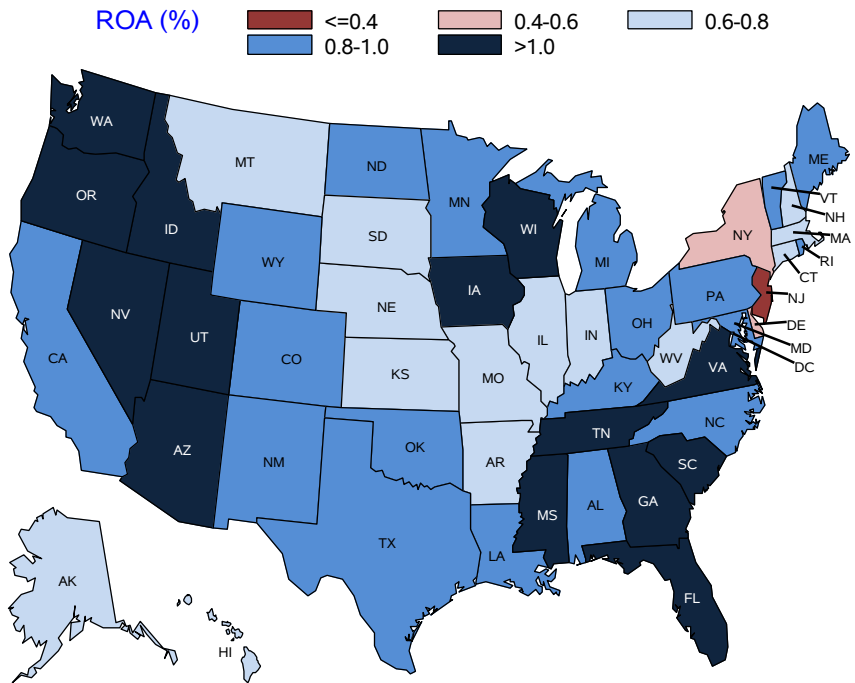 ROA (%)
<=0.4
0.4-0.6
0.6-0.8
0.8-1.0
>1.0
WA
MT
ND
ME
OR
MN
VT
ID
SD
WI
NY
NH
MA
WY
MI
RI
CT
NE
IA
PA
NJ
NV
UT
CO
IL
IN
OH
DE
CA
MD
WV
DC
KS
MO
VA
KY
AZ
NM
OK
TN
NC
AR
SC
MS
AL
GA
TX
LA
AK
FL
HI